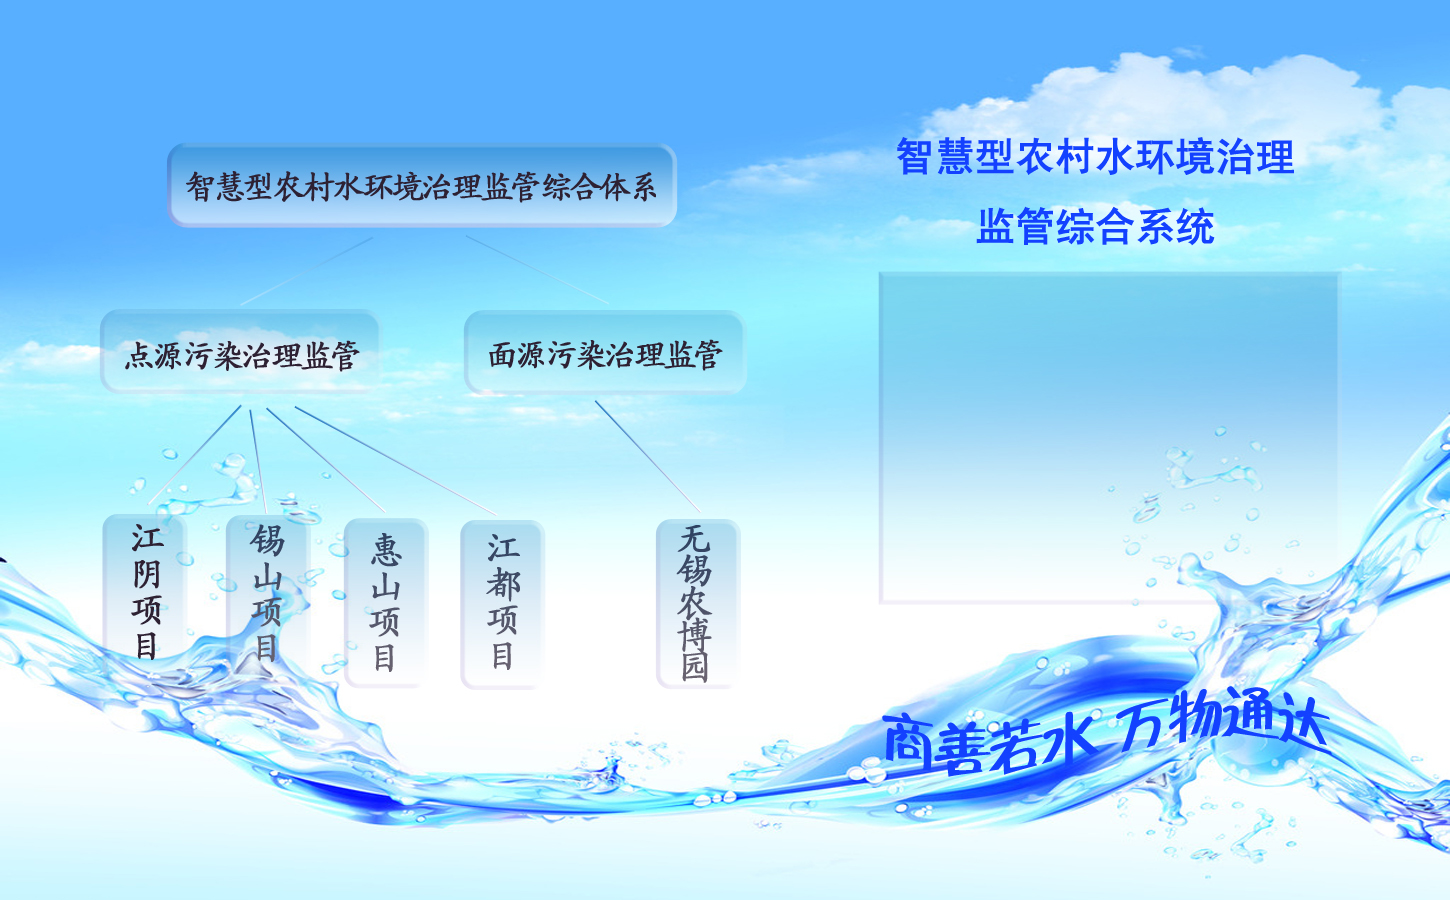 智慧型农村水环境治理监管综合体系
点源污染治理监管
面源污染治理监管
江阴项目
锡山项目
惠山项目
江都项目
无锡农博园
智慧型农村水环境治理
监管综合系统
商善若水 万物通达